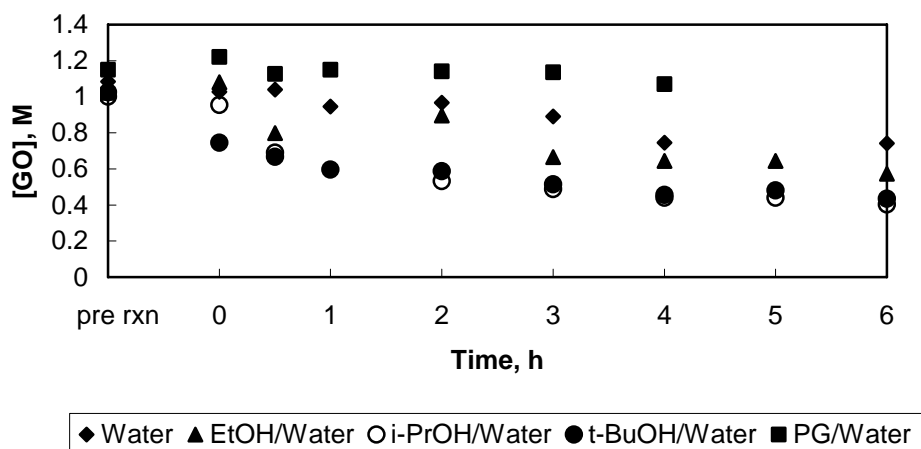 1.4
1.2
1
0.8
0.6
0.4
0.2
0
[GO], M
pre rxn 0 1 2 3 4 5 6
Time, h
Water EtOH/Water i-PrOH/Water t-BuOH/Water PG/Water